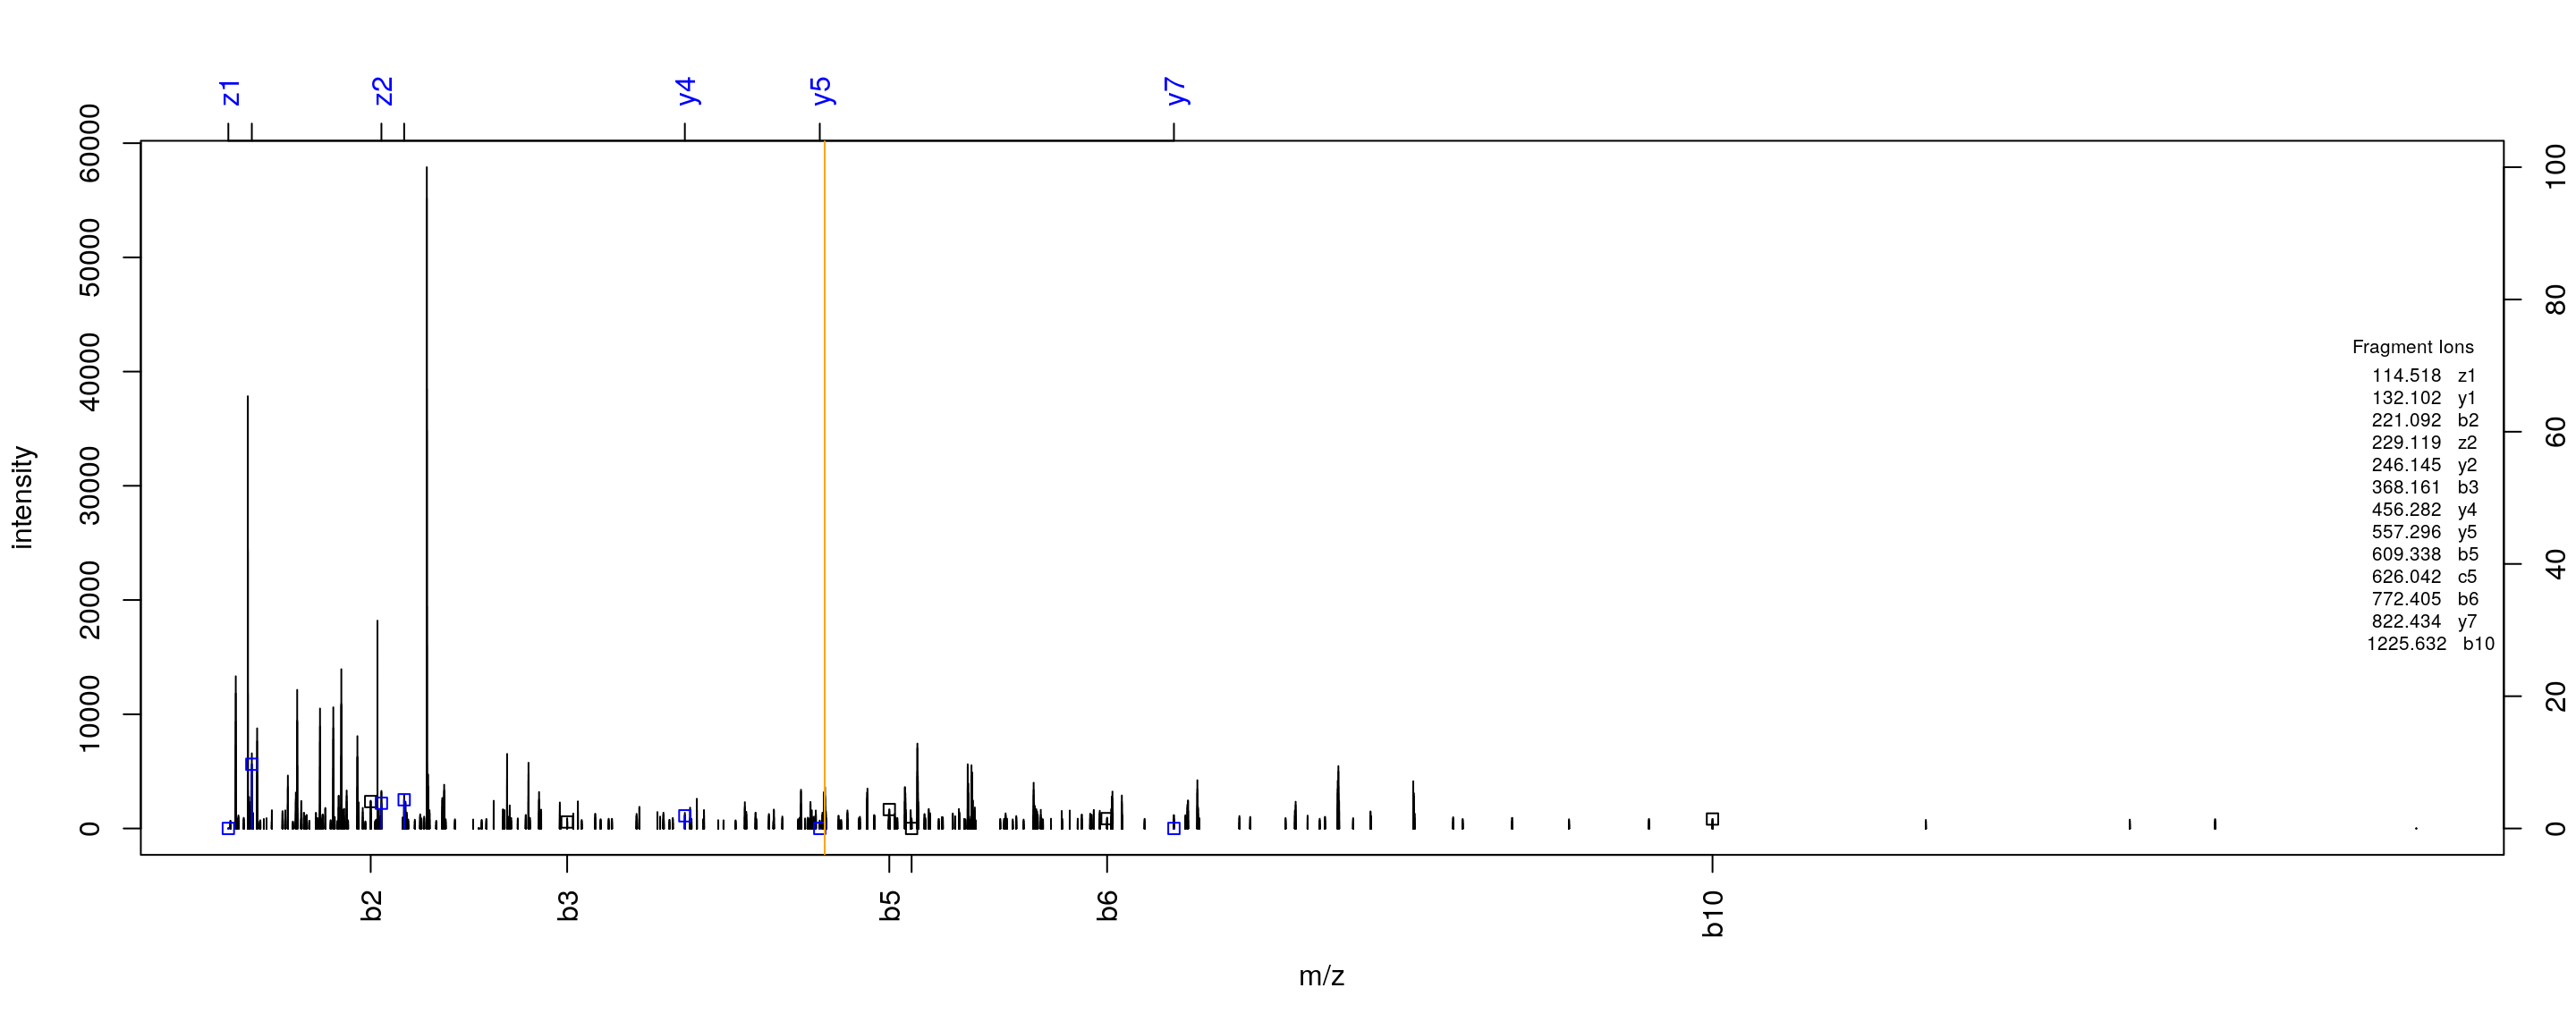 z1 z2 y4 y5 y7
60000
50000
40000
30000
20000
10000
0
intensity
100
80
60
40
20
0
Fragment Ions
114.518 z1
132.102 y1
221.092 b2
229.119 z2
246.145 y2
368.161 b3
456.282 y4
557.296 y5
609.338 b5
626.042 c5
772.405 b6
822.434 y7
1225.632 b10
b2 b3 b5 b6 b10
m/z